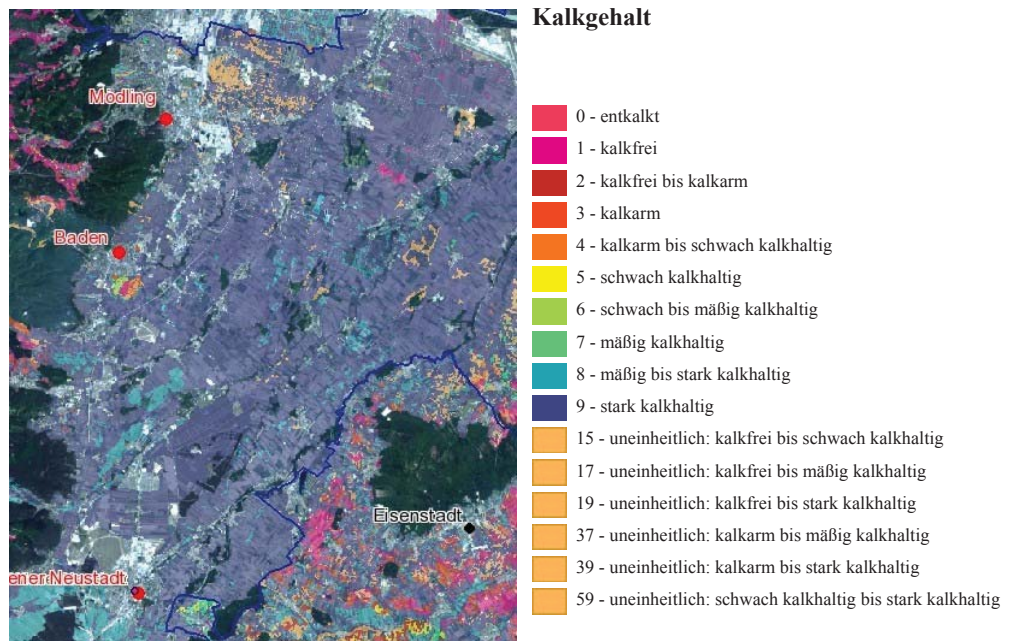 Kalkgehalt
Mödling
Baden
Eisenstadt
ener Neustadt
0 - entkalkt
1 - kalkfrei
2 - kalkfrei bis kalkarm
3 - kalkarm
4 - kalkarm bis schwach kalkhaltig
5 - schwach kalkhaltig
6 - schwach bis mäßig kalkhaltig
7 - mäßig kalkhaltig
8 - mäßig bis stark kalkhaltig
9 - stark kalkhaltig
15 - uneinheitlich: kalkfrei bis schwach kalkhaltig
17 - uneinheitlich: kalkfrei bis mäßig kalkhaltig
19 - uneinheitlich: kalkfrei bis stark kalkhaltig
37 - uneinheitlich: kalkarm bis mäßig kalkhaltig
39 - uneinheitlich: kalkarm bis stark kalkhaltig
59 - uneinheitlich: schwach kalkhaltig bis stark kalkhaltig